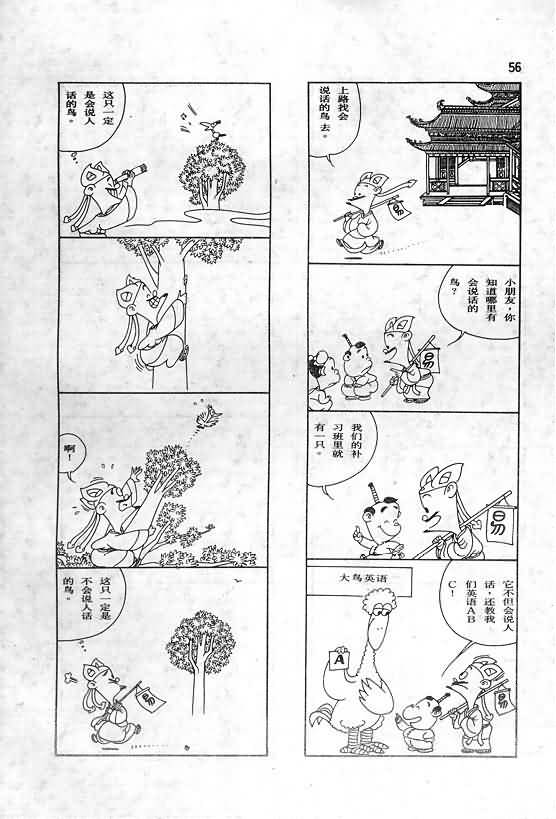 56
上路找会
说话的鸟去。
易
小朋友，你
知道哪里有
会说话的
鸟？
易
我们的补
习班里就
有一只。
易
大鸟英语
它不但会说人
话，还教我
们英语AB
C！
A
易
这只一定
是会说人
话的鸟。
啊！
这只一定是
不会说人话
的鸟。
易